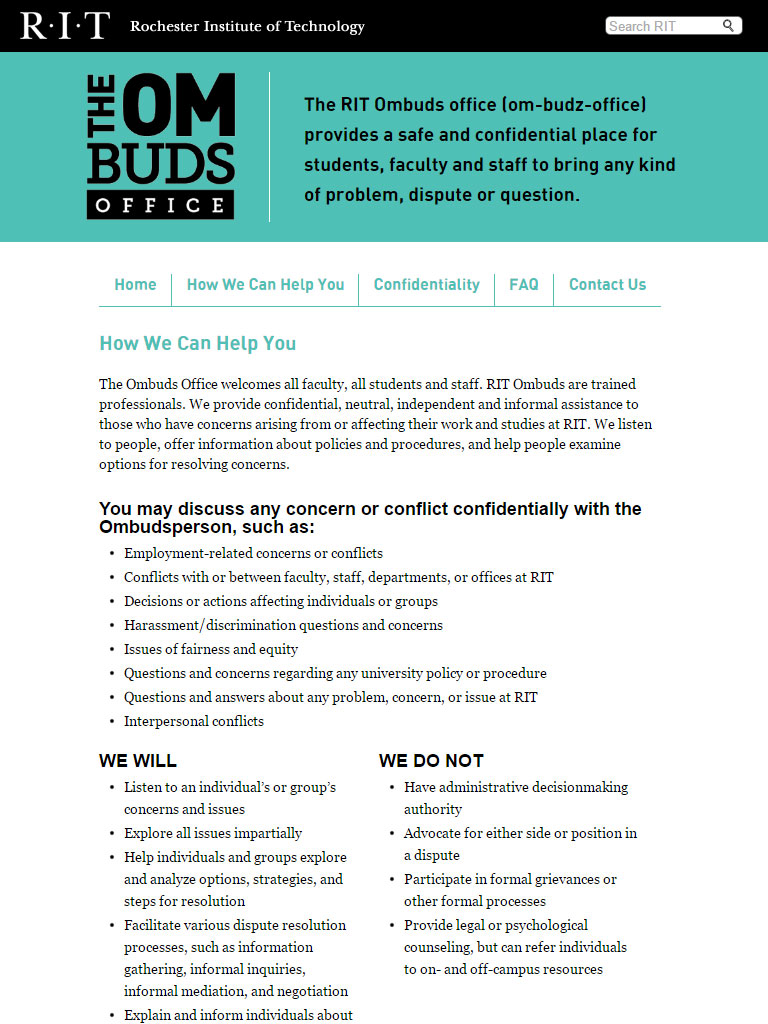 R·I·T Rochester Institute of Technology
Search RIT
THE OM
BUDS
OFFICE
The RIT Ombuds office (om-budz-office)
provides a safe and confidential place for
students, faculty and staff to bring any kind
of problem, dispute or question.
Home
How We Can Help You
Confidentiality
FAQ
Contact Us
How We Can Help You
The Ombuds Office welcomes all faculty, all students and staff. RIT Ombuds are trained
professionals. We provide confidential, neutral, independent and informal assistance to
those who have concerns arising from or affecting their work and studies at RIT. We listen
to people, offer information about policies and procedures, and help people examine
options for resolving concerns.
You may discuss any concern or conflict confidentially with the
Ombudsperson, such as:
• Employment-related concerns or conflicts
• Conflicts with or between faculty, staff, departments, or offices at RIT
• Decisions or actions affecting individuals or groups
• Harassment/discrimination questions and concerns
• Issues of fairness and equity
• Questions and concerns regarding any university policy or procedure
• Questions and answers about any problem, concern, or issue at RIT
• Interpersonal conflicts
WE WILL
• Listen to an individual's or group's
concerns and issues
• Explore all issues impartially
• Help individuals and groups explore
and analyze options, strategies, and
steps for resolution
• Facilitate various dispute resolution
processes, such as information
gathering, informal inquiries,
informal mediation, and negotiation
• Explain and inform individuals about
WE DO NOT
• Have administrative decisionmaking
authority
• Advocate for either side or position in
a dispute
• Participate in formal grievances or
other formal processes
• Provide legal or psychological
counseling, but can refer individuals
to on- and off-campus resources